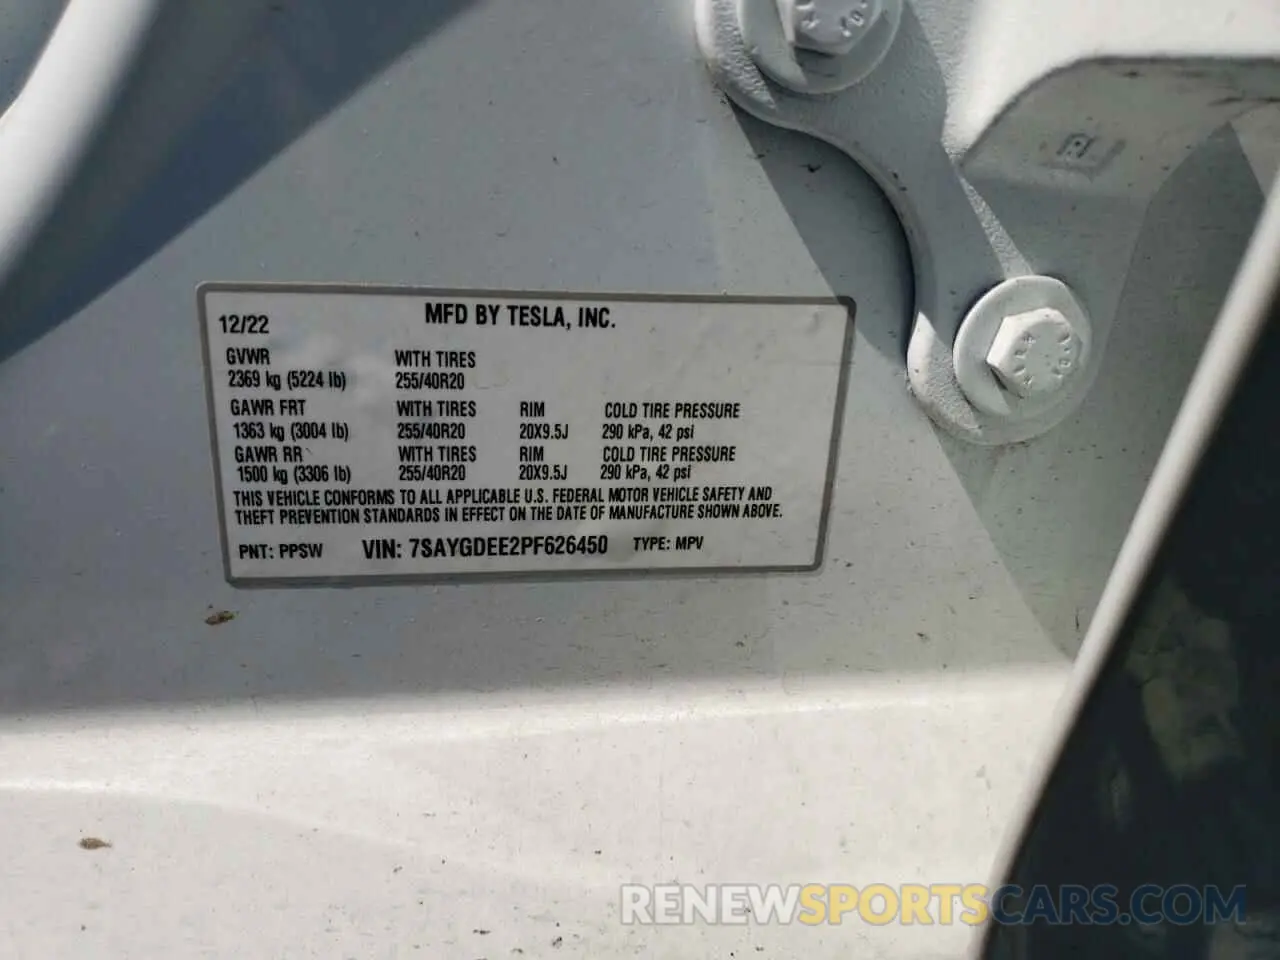 12/22 MFD BY TESLA, INC.
GVWR WITH TIRES
2369 kg (5224 lb) 255/40R20
GAWR FRT WITH TIRES RIM COLD TIRE PRESSURE
1363 kg (3004 lb) 255/40R20 20X9.5J 290 kPa, 42 psi
GAWR RR WITH TIRES RIM COLD TIRE PRESSURE
1500 kg (3306 lb) 255/40R20 20X9.5J 290 kPa, 42 psi
THIS VEHICLE CONFORMS TO ALL APPLICABLE U.S. FEDERAL MOTOR VEHICLE SAFETY AND
THEFT PREVENTION STANDARDS IN EFFECT ON THE DATE OF MANUFACTURE SHOWN ABOVE.
PNT: PPSW VIN: 7SAYGDEE2PF626450 TYPE: MPV
RENEWSPORTSCARS.COM